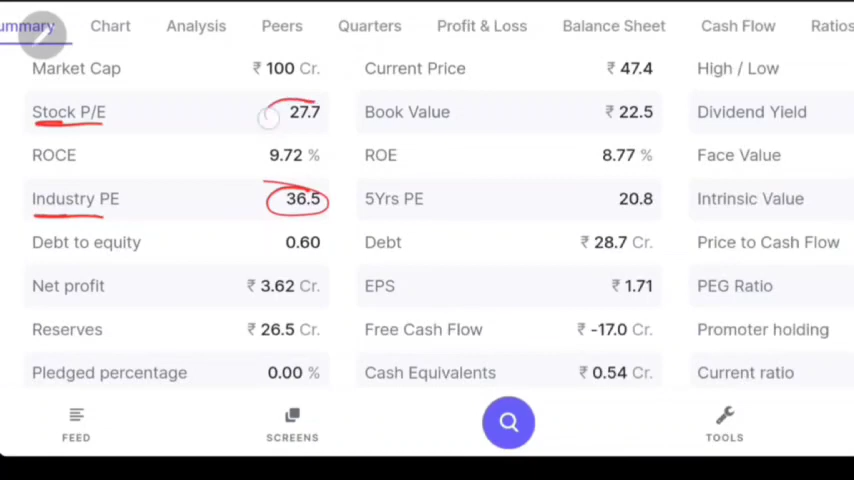 ummary Chart Analysis Peers Quarters Profit & Loss Balance Sheet Cash Flow Ratios
Market Cap ₹ 100 Cr. Current Price ₹ 47.4 High / Low
Stock P/E 27.7 Book Value ₹ 22.5 Dividend Yield
ROCE 9.72 % ROE 8.77 % Face Value
Industry PE 36.5 5Yrs PE 20.8 Intrinsic Value
Debt to equity 0.60 Debt ₹ 28.7 Cr. Price to Cash Flow
Net profit ₹ 3.62 Cr. EPS ₹ 1.71 PEG Ratio
Reserves ₹ 26.5 Cr. Free Cash Flow ₹ -17.0 Cr. Promoter holding
Pledged percentage 0.00 % Cash Equivalents ₹ 0.54 Cr. Current ratio
FEED SCREENS TOOLS